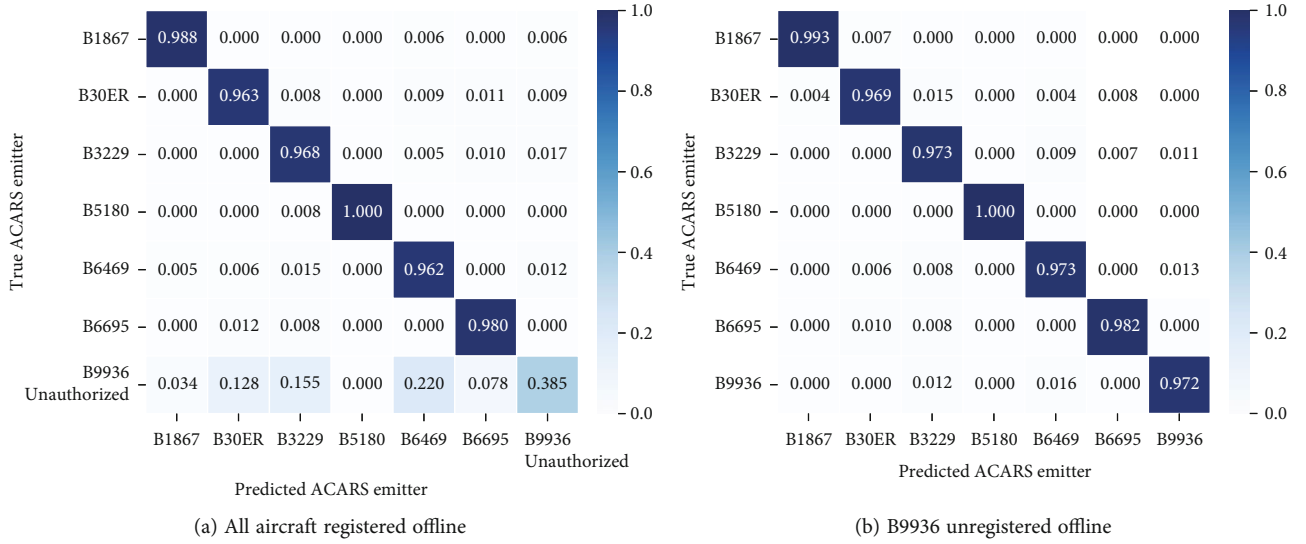 True ACARS emitter
B1867 0.988 0.000 0.000 0.000 0.006 0.000 0.006
B30ER 0.000 0.963 0.008 0.000 0.009 0.011 0.009
B3229 0.000 0.000 0.968 0.000 0.005 0.010 0.017
B5180 0.000 0.000 0.008 1.000 0.000 0.000 0.000
B6469 0.005 0.006 0.015 0.000 0.962 0.000 0.012
B6695 0.000 0.012 0.008 0.000 0.000 0.980 0.000
B9936
Unauthorized
0.034 0.128 0.155 0.000 0.220 0.078 0.385
B1867 B30ER B3229 B5180 B6469 B6695 B9936
Unauthorized
Predicted ACARS emitter
1.0
0.8
0.6
0.4
0.2
0.0
(a) All aircraft registered offline
True ACARS emitter
B1867 0.993 0.007 0.000 0.000 0.000 0.000 0.000
B30ER 0.004 0.969 0.015 0.000 0.004 0.008 0.000
B3229 0.000 0.000 0.973 0.000 0.009 0.007 0.011
B5180 0.000 0.000 0.000 1.000 0.000 0.000 0.000
B6469 0.000 0.006 0.008 0.000 0.973 0.000 0.013
B6695 0.000 0.010 0.008 0.000 0.000 0.982 0.000
B9936 0.000 0.000 0.012 0.000 0.016 0.000 0.972
B1867 B30ER B3229 B5180 B6469 B6695 B9936
Predicted ACARS emitter
1.0
0.8
0.6
0.4
0.2
0.0
(b) B9936 unregistered offline